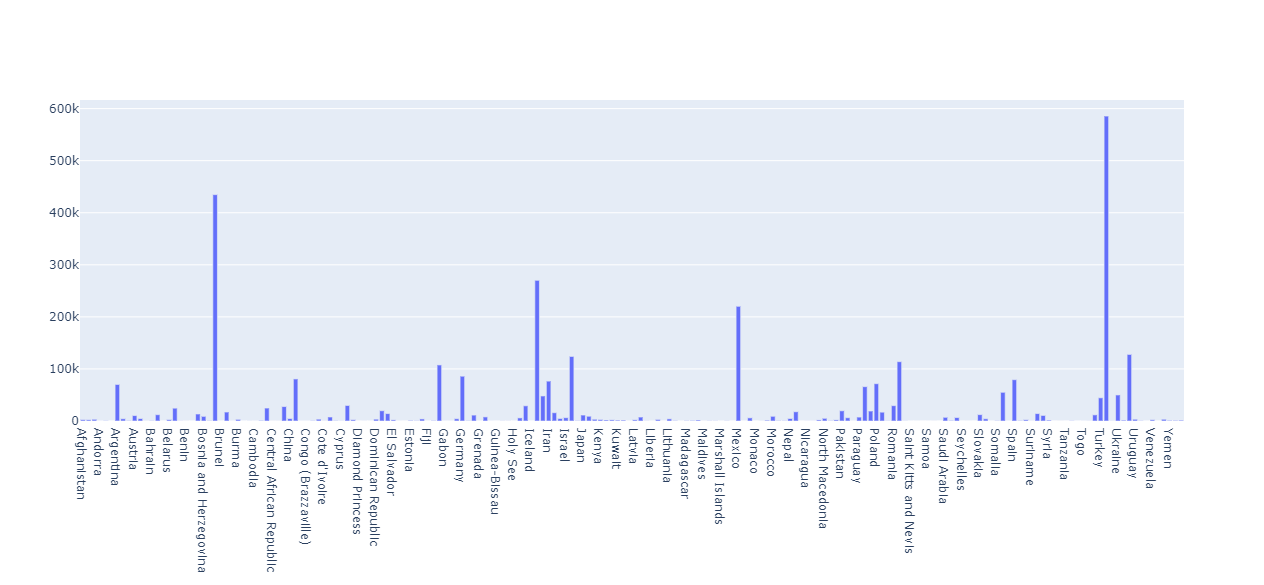 600k
500k
400k
300k
200k
100k
0
Afghanistan
Andorra
Argentina
Austria
Bahrain
Belarus
Benin
Bosnia and Herzegovina
Brunei
Burma
Cambodia
Central African Republic
China
Congo (Brazzaville)
Cote d'Ivoire
Cyprus
Diamond Princess
Dominican Republic
El Salvador
Estonia
Fiji
Gabon
Germany
Grenada
Guinea-Bissau
Holy See
Iceland
Iran
Israel
Japan
Kenya
Kuwait
Latvia
Liberia
Lithuania
Madagascar
Maldives
Marshall Islands
Mexico
Monaco
Morocco
Nepal
Nicaragua
North Macedonia
Pakistan
Paraguay
Poland
Romania
Saint Kitts and Nevis
Samoa
Saudi Arabia
Seychelles
Slovakia
Somalia
Spain
Suriname
Syria
Tanzania
Togo
Turkey
Ukraine
Uruguay
Venezuela
Yemen